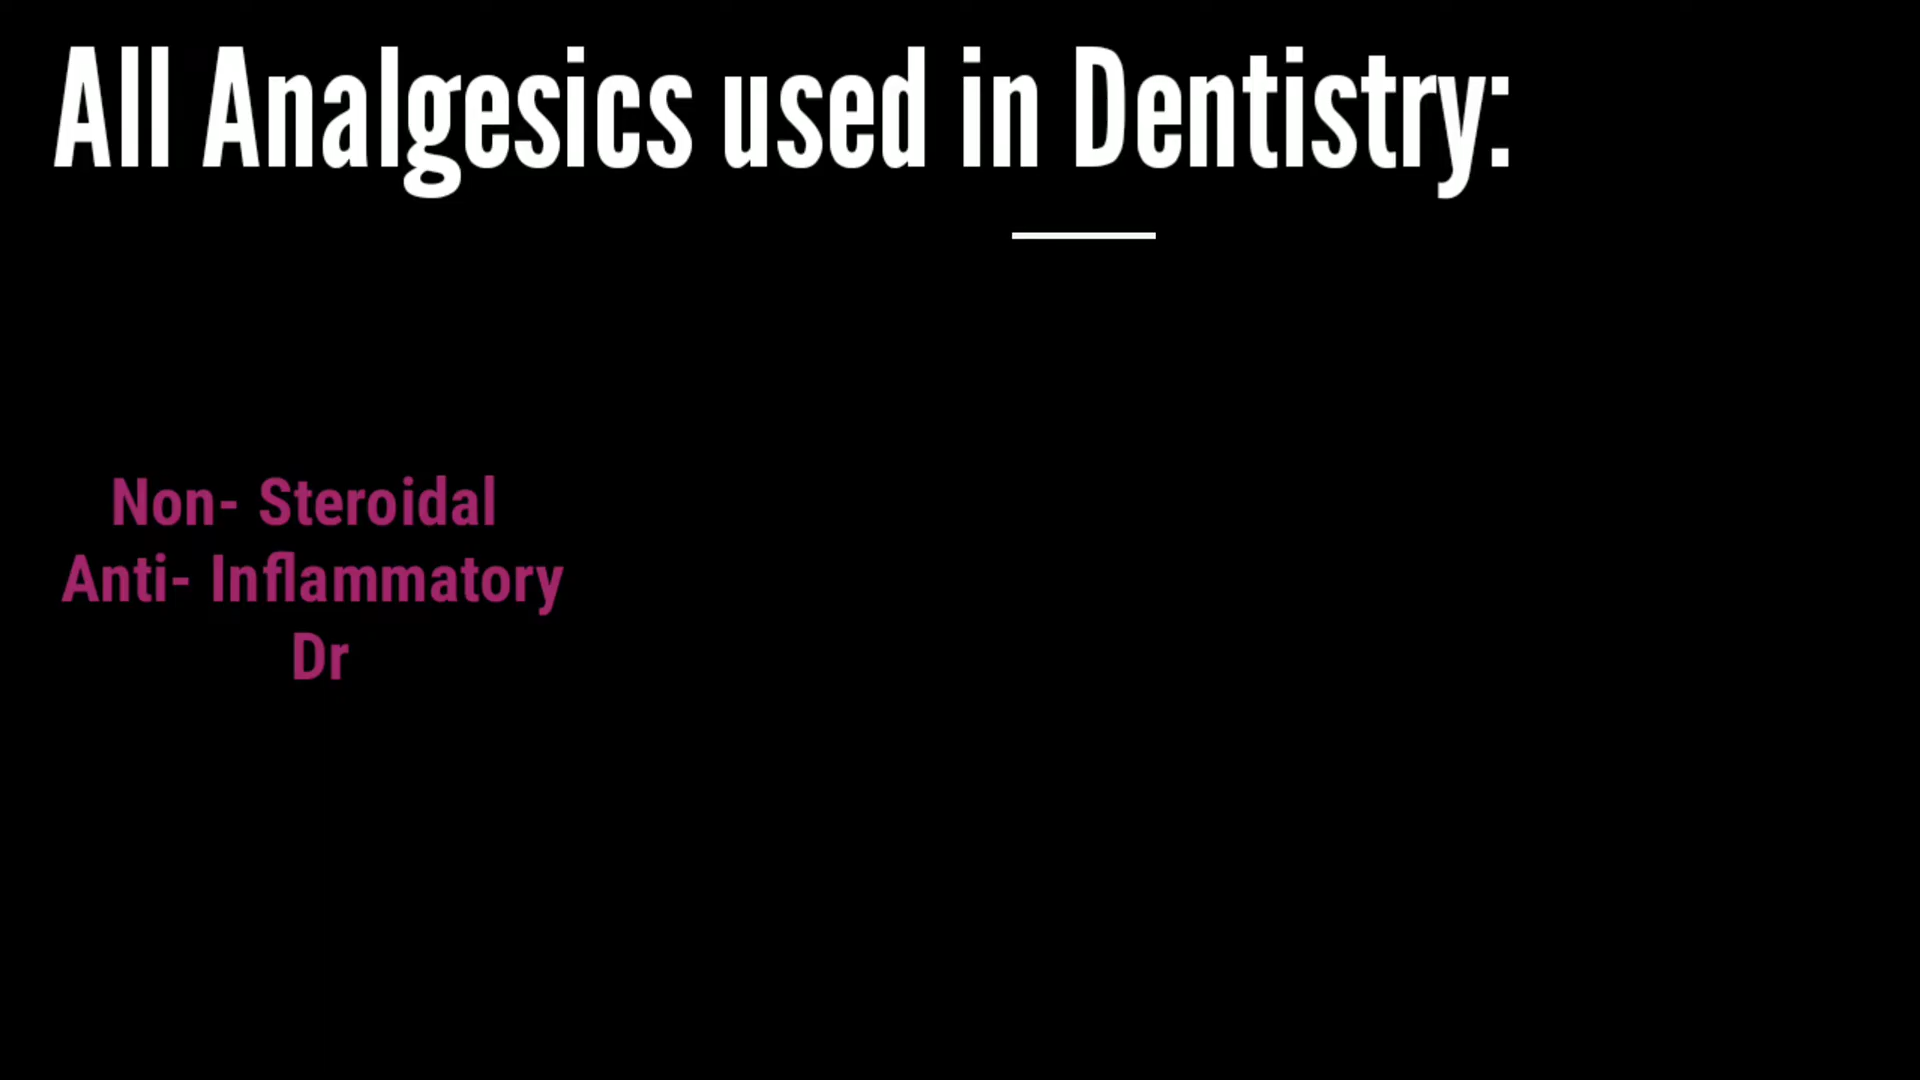 All Analgesics used in Dentistry:
Non- Steroidal
Anti- Inflammatory
Dr